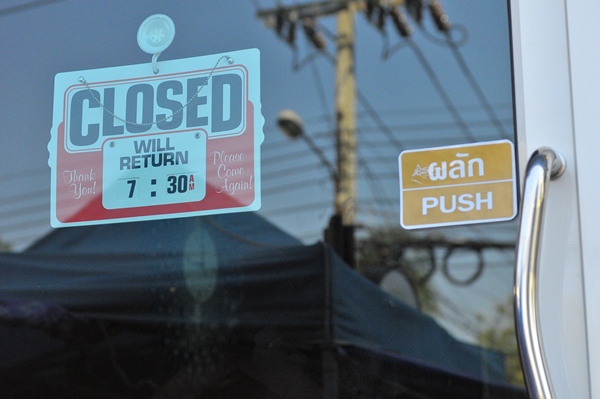 CLOSED
WILL
RETURN
7 : 30 AM
Thank
You!
Please
Come
Again!
ผลัก
PUSH